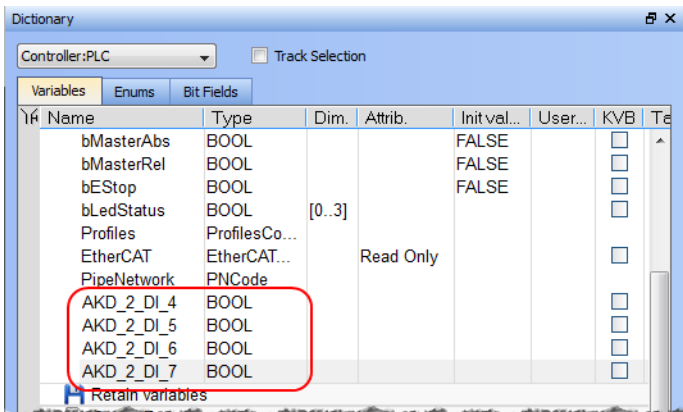 Dictionary
Controller:PLC Track Selection
Variables Enums Bit Fields
Name Type Dim. Attrib. Init val... User... KVB Te
bMasterAbs BOOL FALSE
bMasterRel BOOL FALSE
bEStop BOOL FALSE
bLedStatus BOOL [0..3]
Profiles ProfilesCo...
EtherCAT EtherCAT... Read Only
PipeNetwork PNCode
AKD_2_DI_4 BOOL
AKD_2_DI_5 BOOL
AKD_2_DI_6 BOOL
AKD_2_DI_7 BOOL
Retain variables